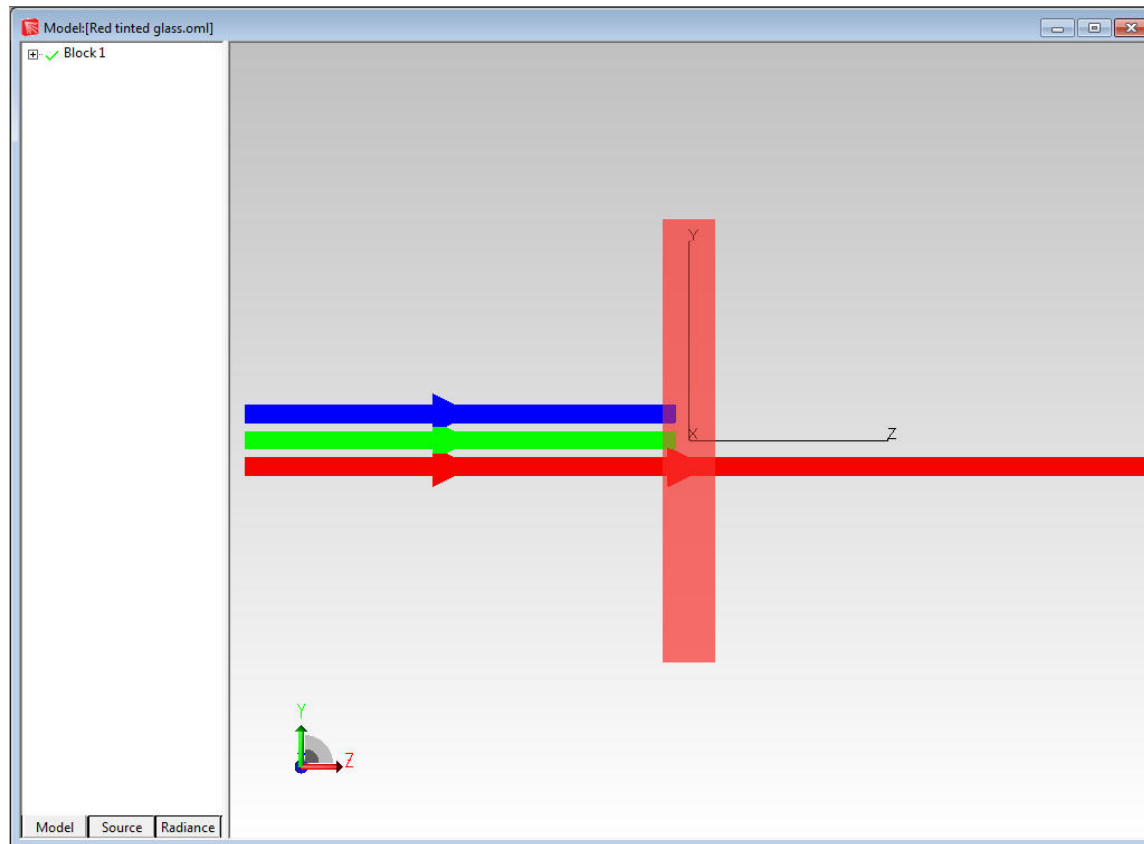 Model:[Red tinted glass.oml]
Block 1
Y
X
Z
Y
Z
Model Source Radiance